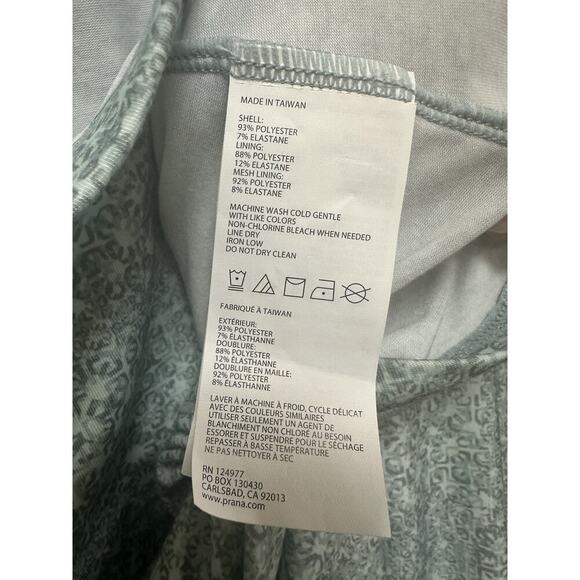 MADE IN TAIWAN
SHELL:
93% POLYESTER
7% ELASTANE
LINING:
88% POLYESTER
12% ELASTANE
MESH LINING:
92% POLYESTER
8% ELASTANE
MACHINE WASH COLD GENTLE
WITH LIKE COLORS
NON-CHLORINE BLEACH WHEN NEEDED
LINE DRY
IRON LOW
DO NOT DRY CLEAN
FABRIQUÉ À TAIWAN
EXTÉRIEUR:
93% POLYESTER
7% ÉLASTHANNE
DOUBLURE:
88% POLYESTER
12% ÉLASTHANNE
DOUBLURE EN MAILLE:
92% POLYESTER
8% ÉLASTHANNE
LAVER À MACHINE À FROID, CYCLE DÉLICAT
AVEC DES COULEURS SIMILAIRES
UTILISER SEULEMENT UN AGENT DE
BLANCHIMENT NON CHLORÉ AU BESOIN
ESSORER ET SUSPENDRE POUR LE SÉCHAGE
REPASSER À BASSE TEMPÉRATURE
NE PAS NETTOYER À SEC
RN 124977
PO BOX 130430
CARLSBAD, CA 92013
www.prana.com